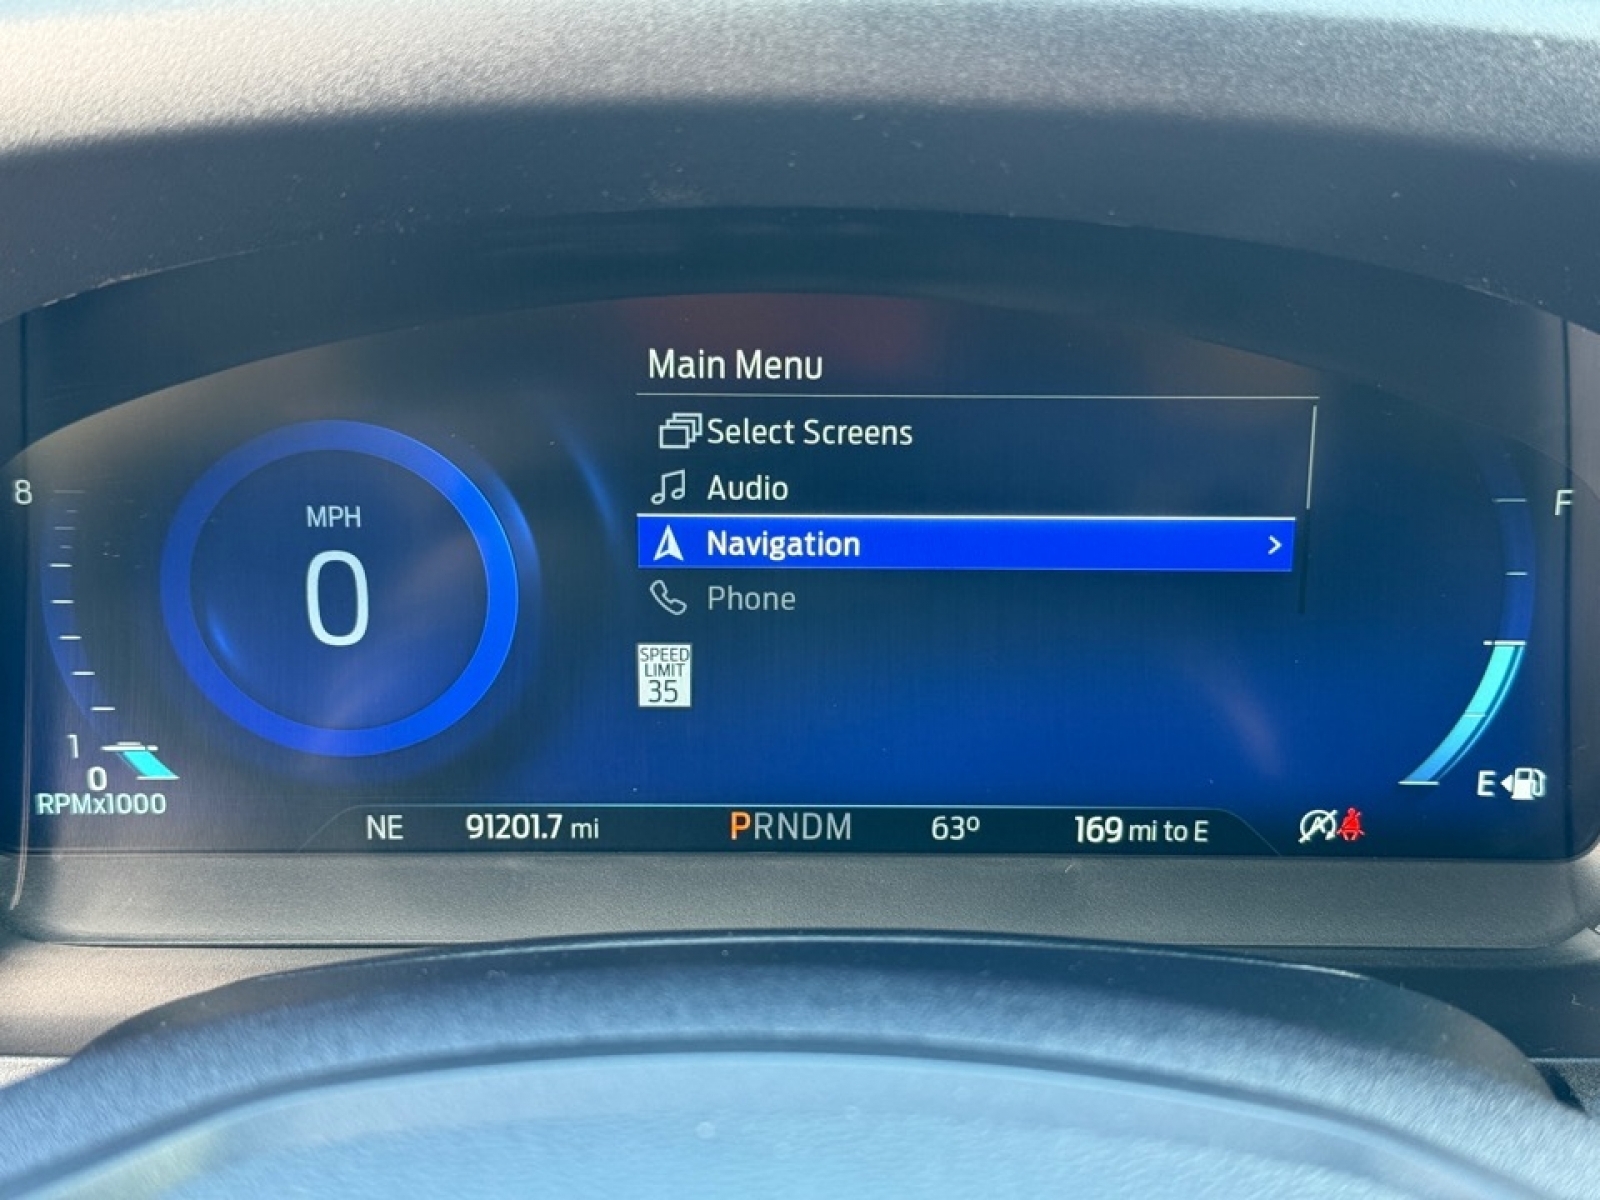 Main Menu
Select Screens
Audio
Navigation >
Phone
MPH
0
SPEED
LIMIT
35
8
1
0
RPMx1000
F
E
NE 91201.7 mi PRNDM 63° 169 mi to E